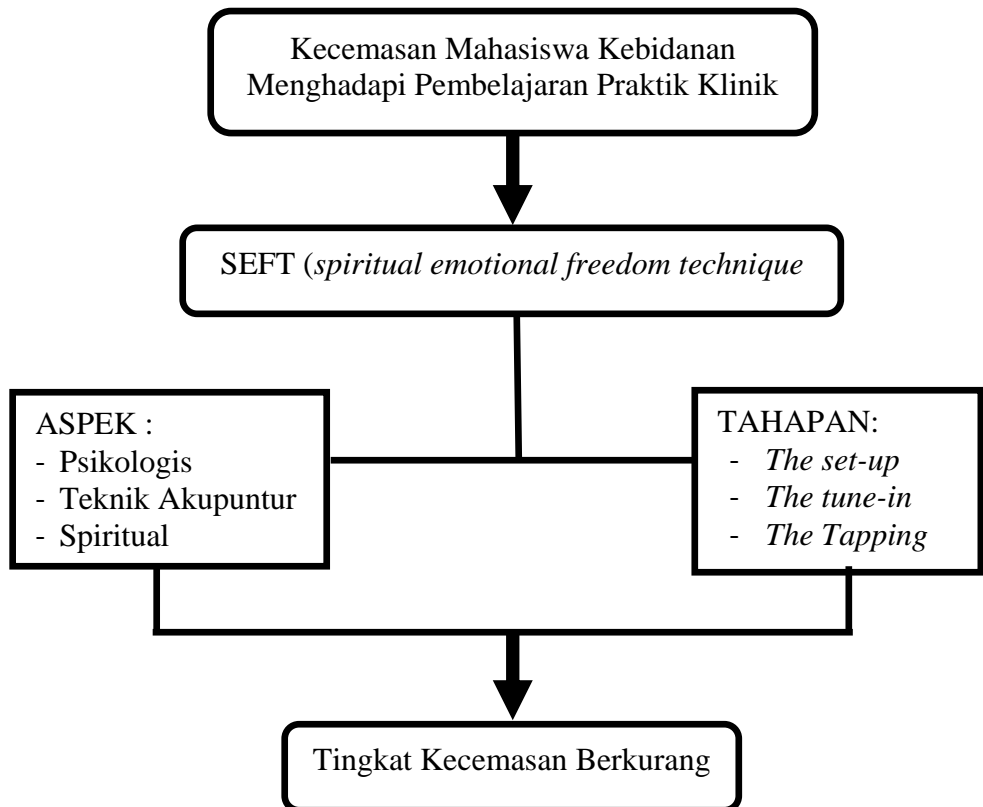 Kecemasan Mahasiswa Kebidanan
Menghadapi Pembelajaran Praktik Klinik
SEFT (spiritual emotional freedom technique
ASPEK :
- Psikologis
- Teknik Akupuntur
- Spiritual
TAHAPAN:
- The set-up
- The tune-in
- The Tapping
Tingkat Kecemasan Berkurang